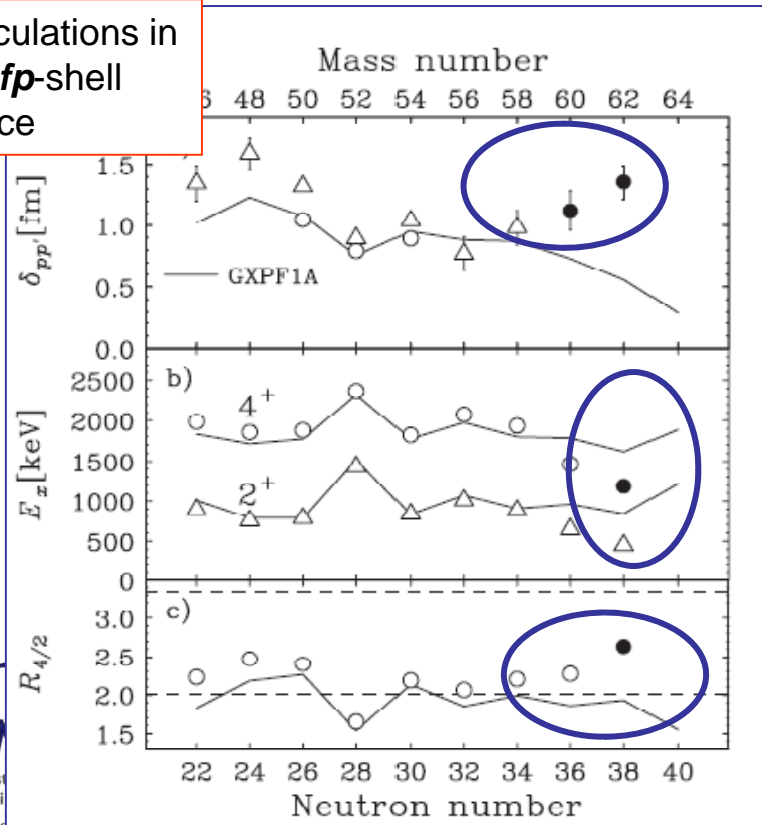 culations in
fp-shell
ce
Mass number
6 48 50 52 54 56 58 60 62 64
δpp' [fm]
1.5
1.0
0.5
0.0
GXPF1A
b)
Ex [keV]
2500
2000
1500
1000
500
0
4+
2+
c)
R4/2
3.0
2.5
2.0
1.5
22 24 26 28 30 32 34 36 38 40
Neutron number